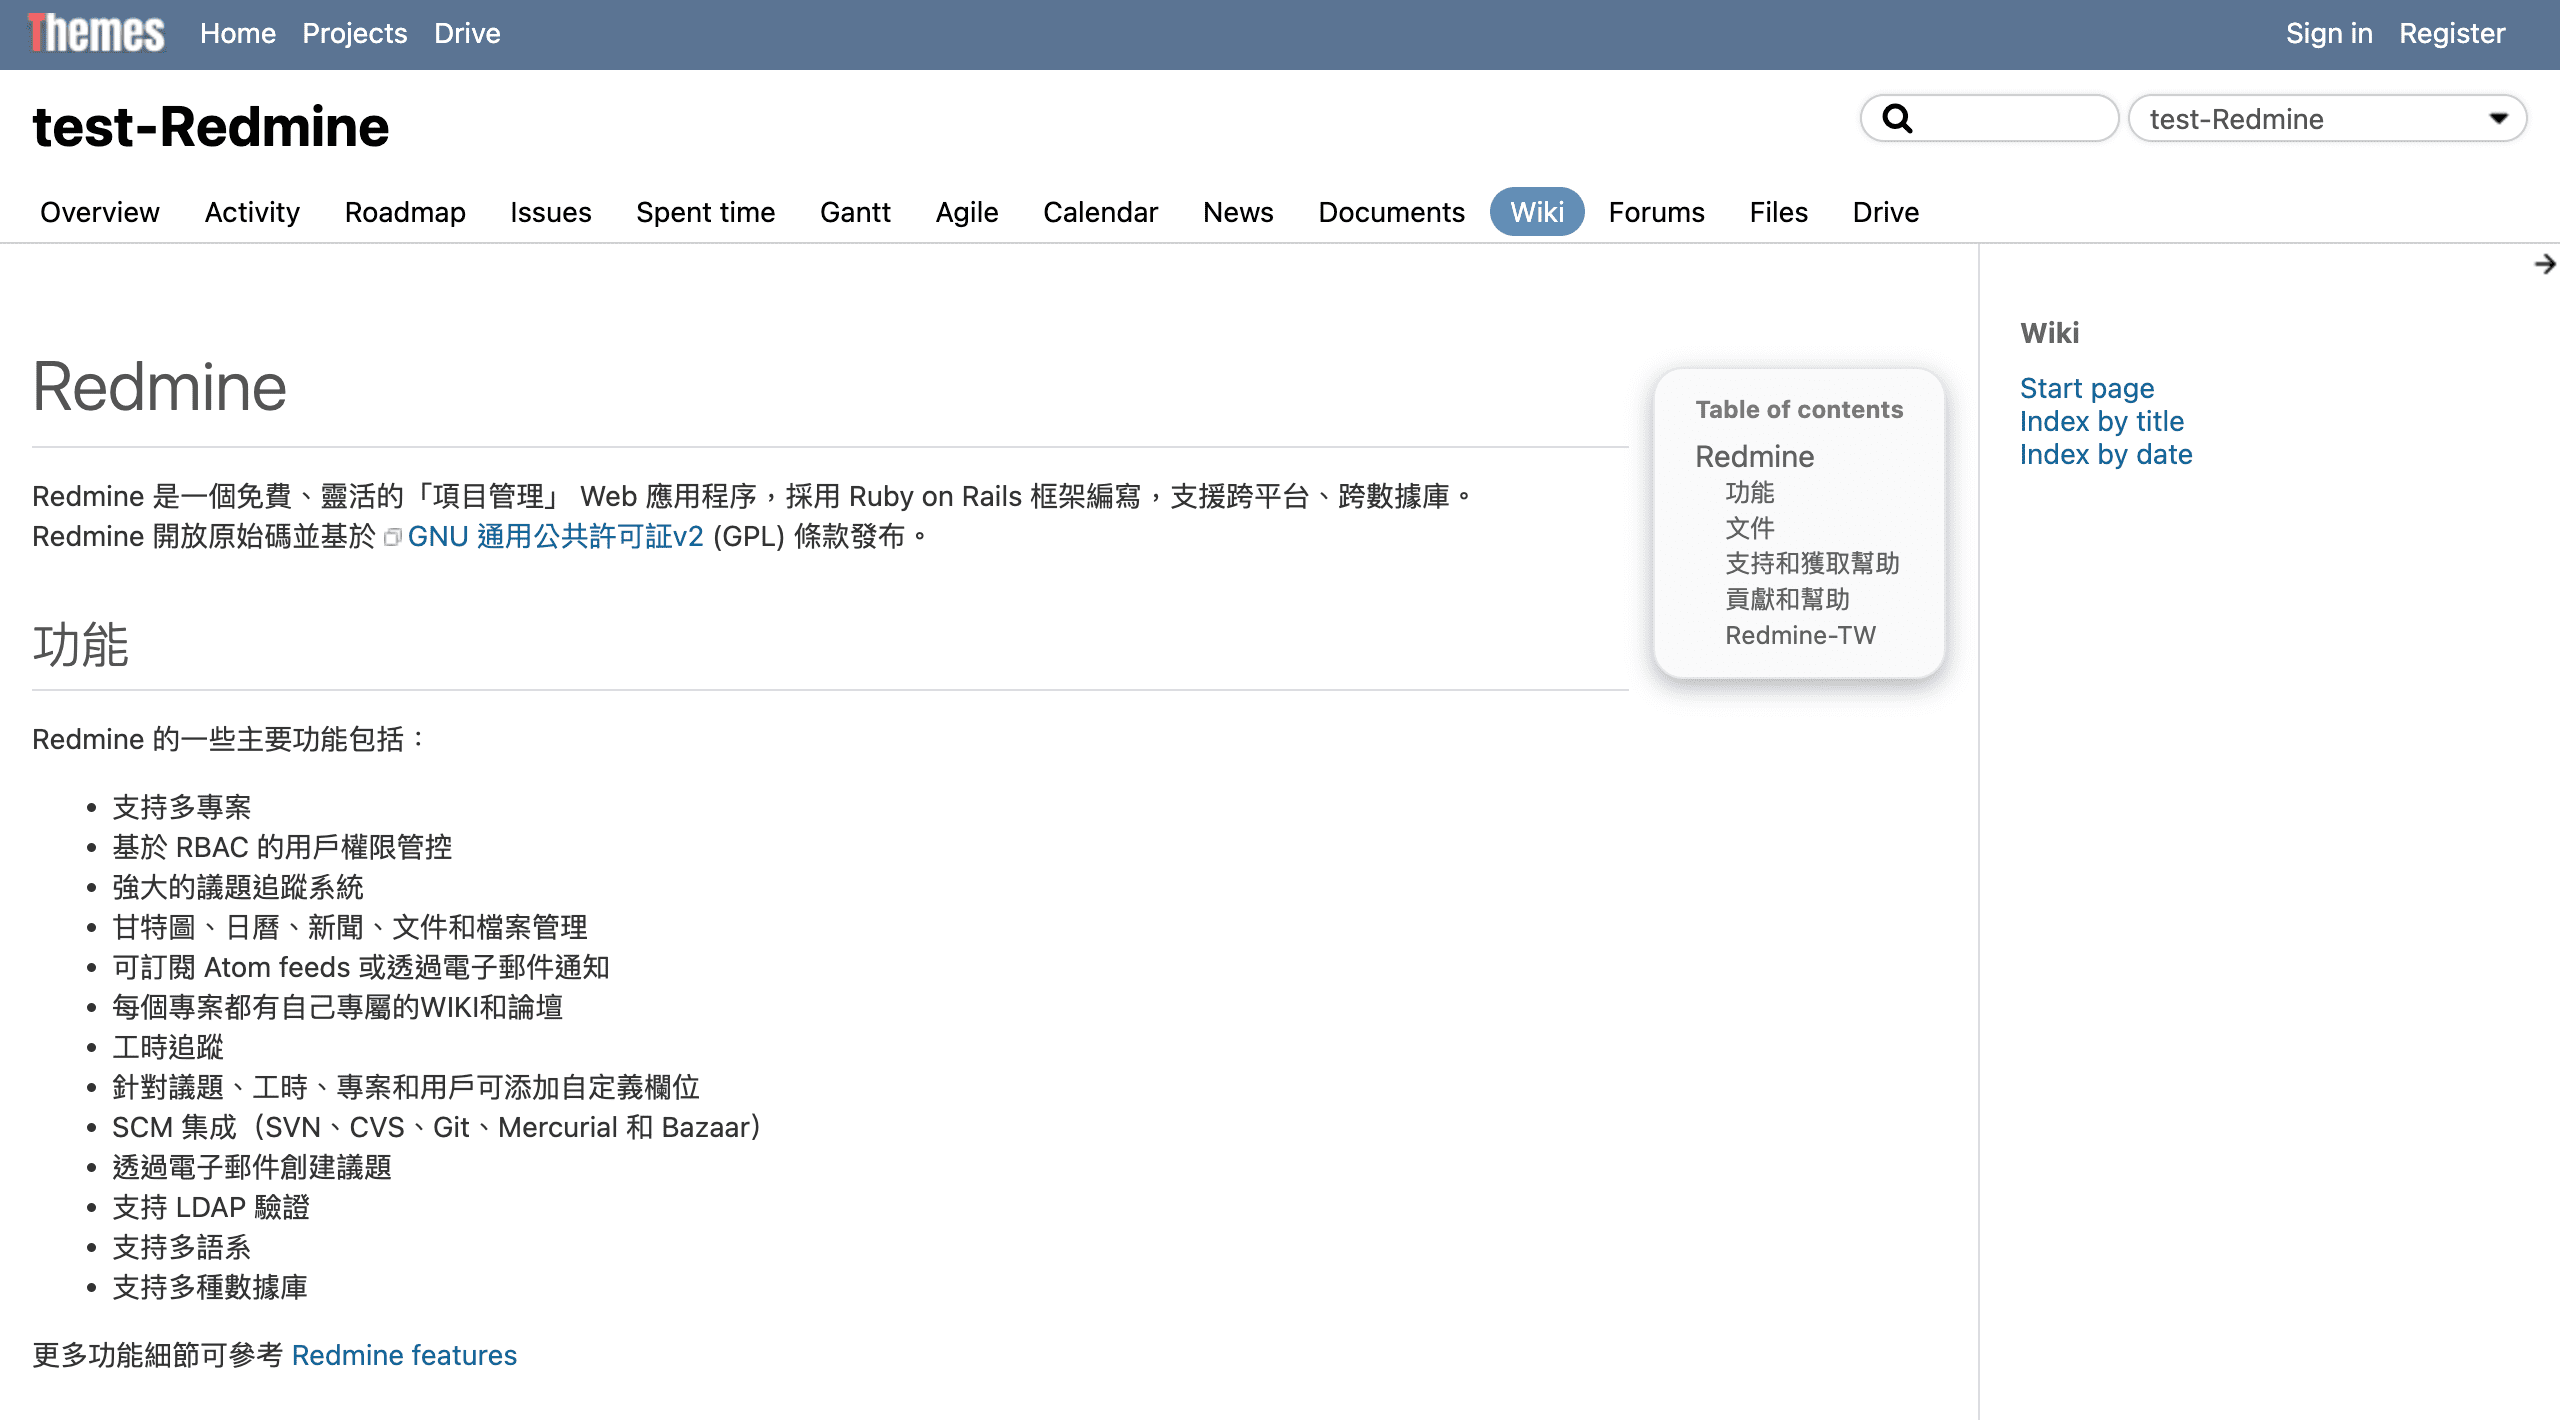 Themes Home Projects Drive Sign in Register
test-Redmine
test-Redmine
Overview Activity Roadmap Issues Spent time Gantt Agile Calendar News Documents Wiki Forums Files Drive
Redmine
Redmine 是一個免費、靈活的「項目管理」 Web 應用程序，採用 Ruby on Rails 框架編寫，支援跨平台、跨數據庫。
Redmine 開放原始碼並基於 GNU 通用公共許可証v2 (GPL) 條款發布。
功能
Redmine 的一些主要功能包括：
• 支持多專案
• 基於 RBAC 的用戶權限管控
• 強大的議題追蹤系統
• 甘特圖、日曆、新聞、文件和檔案管理
• 可訂閱 Atom feeds 或透過電子郵件通知
• 每個專案都有自己專屬的WIKI和論壇
• 工時追蹤
• 針對議題、工時、專案和用戶可添加自定義欄位
• SCM 集成（SVN、CVS、Git、Mercurial 和 Bazaar）
• 透過電子郵件創建議題
• 支持 LDAP 驗證
• 支持多語系
• 支持多種數據庫
更多功能細節可參考 Redmine features
Table of contents
Redmine
功能
文件
支持和獲取幫助
貢獻和幫助
Redmine-TW
Wiki
Start page
Index by title
Index by date